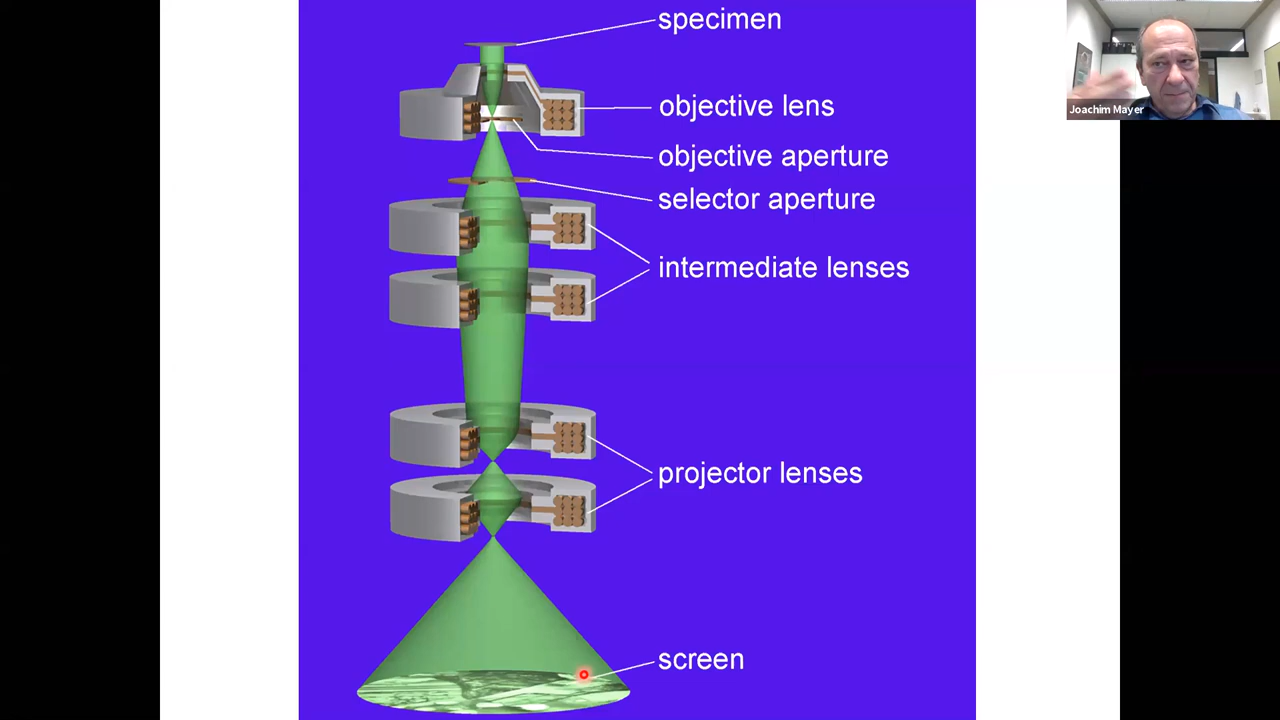 specimen
objective lens
objective aperture
selector aperture
intermediate lenses
projector lenses
screen
Joachim Mayer